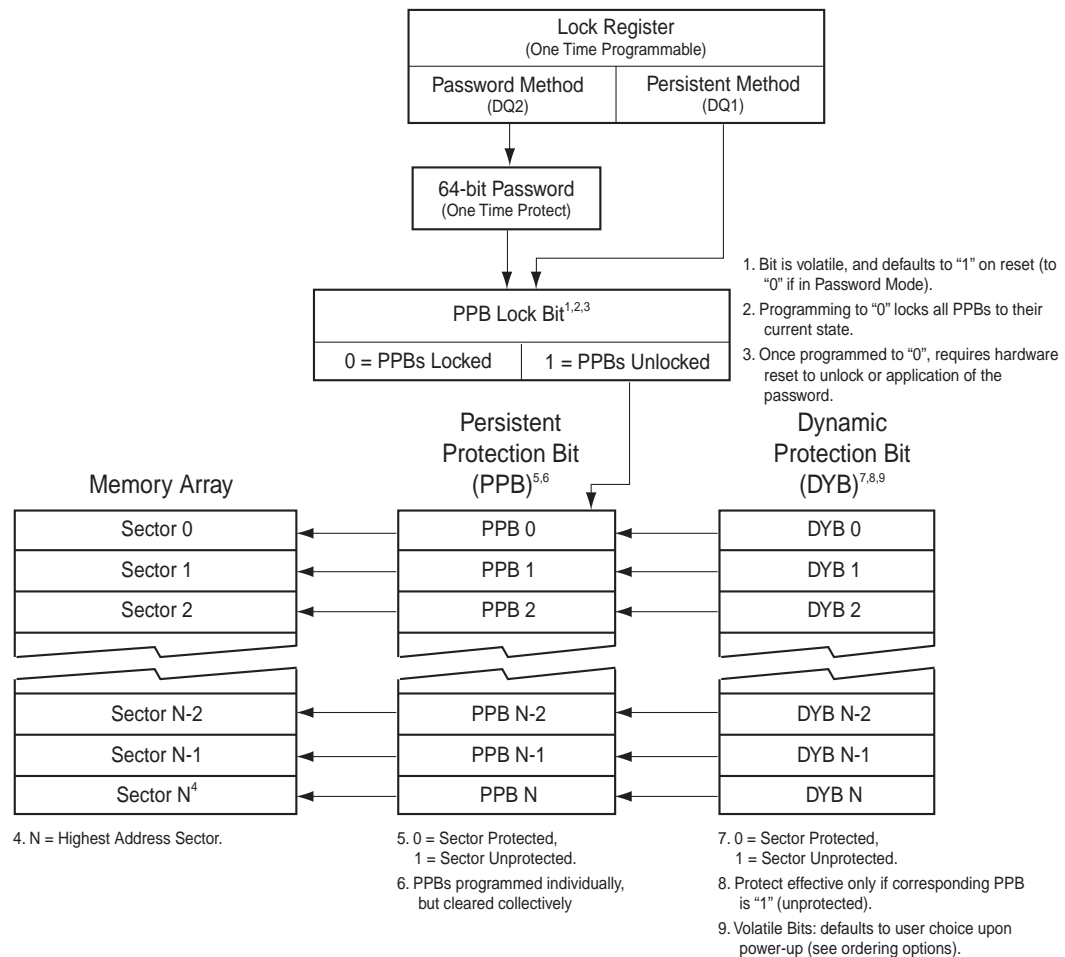 Lock Register
(One Time Programmable)
Password Method
(DQ2)
Persistent Method
(DQ1)
64-bit Password
(One Time Protect)
PPB Lock Bit1,2,3
0 = PPBs Locked
1 = PPBs Unlocked
1. Bit is volatile, and defaults to “1” on reset (to
“0” if in Password Mode).
2. Programming to “0” locks all PPBs to their
current state.
3. Once programmed to “0”, requires hardware
reset to unlock or application of the
password.
Memory Array
Sector 0
Sector 1
Sector 2
Sector N-2
Sector N-1
Sector N4
4. N = Highest Address Sector.
Persistent
Protection Bit
(PPB)5,6
PPB 0
PPB 1
PPB 2
PPB N-2
PPB N-1
PPB N
5. 0 = Sector Protected,
1 = Sector Unprotected.
6. PPBs programmed individually,
but cleared collectively
Dynamic
Protection Bit
(DYB)7,8,9
DYB 0
DYB 1
DYB 2
DYB N-2
DYB N-1
DYB N
7. 0 = Sector Protected,
1 = Sector Unprotected.
8. Protect effective only if corresponding PPB
is “1” (unprotected).
9. Volatile Bits: defaults to user choice upon
power-up (see ordering options).